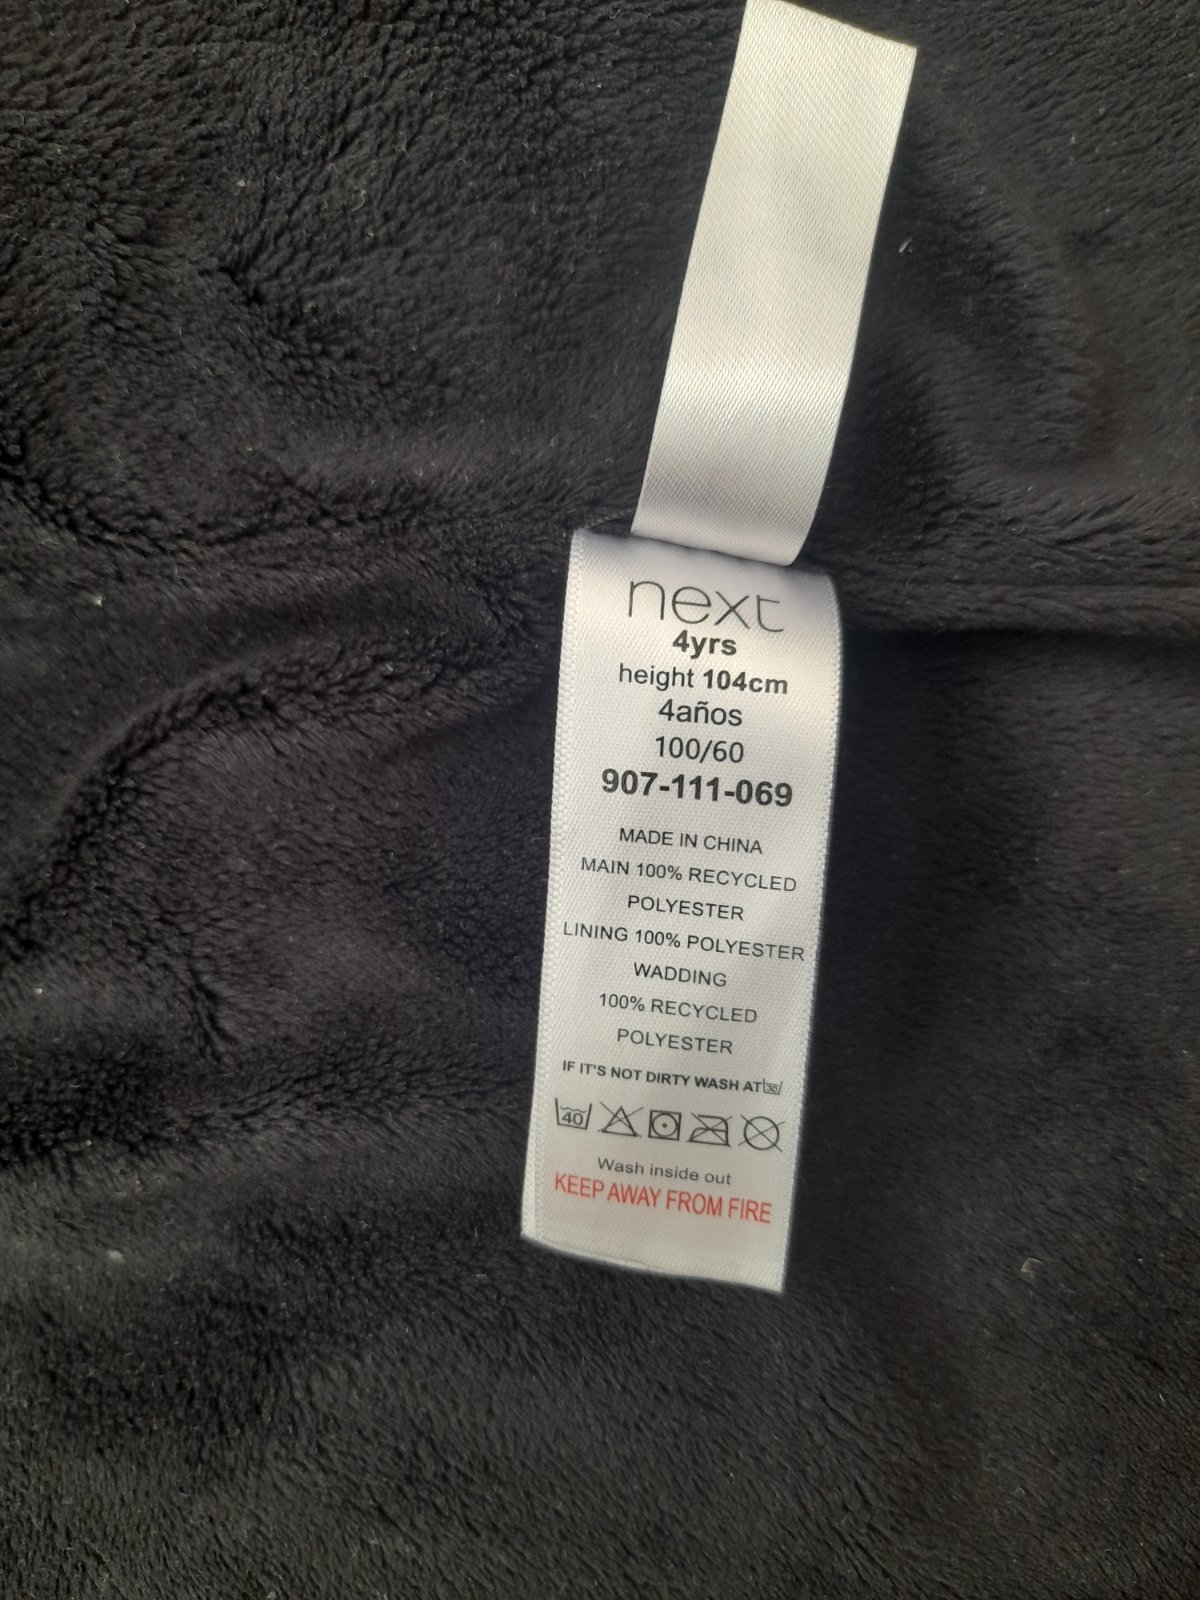 next
4yrs
height 104cm
4años
100/60
907-111-069
MADE IN CHINA
MAIN 100% RECYCLED
POLYESTER
LINING 100% POLYESTER
WADDING
100% RECYCLED
POLYESTER
IF IT'S NOT DIRTY WASH AT 30
40
Wash inside out
KEEP AWAY FROM FIRE